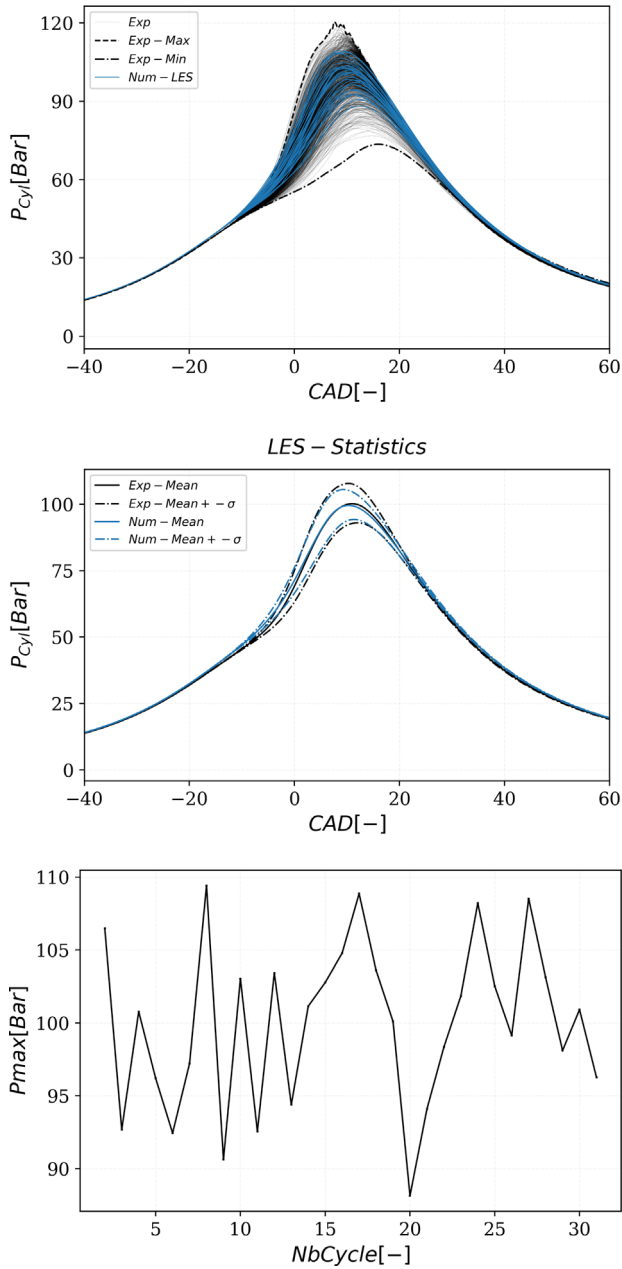 120
90
60
30
0
P_Cyl[Bar]
Exp
Exp − Max
Exp − Min
Num − LES
−40 −20 0 20 40 60
CAD[−]
LES − Statistics
100
75
50
25
0
P_Cyl[Bar]
Exp − Mean
Exp − Mean + − σ
Num − Mean
Num − Mean + − σ
−40 −20 0 20 40 60
CAD[−]
110
105
100
95
90
Pmax[Bar]
5 10 15 20 25 30
NbCycle[−]